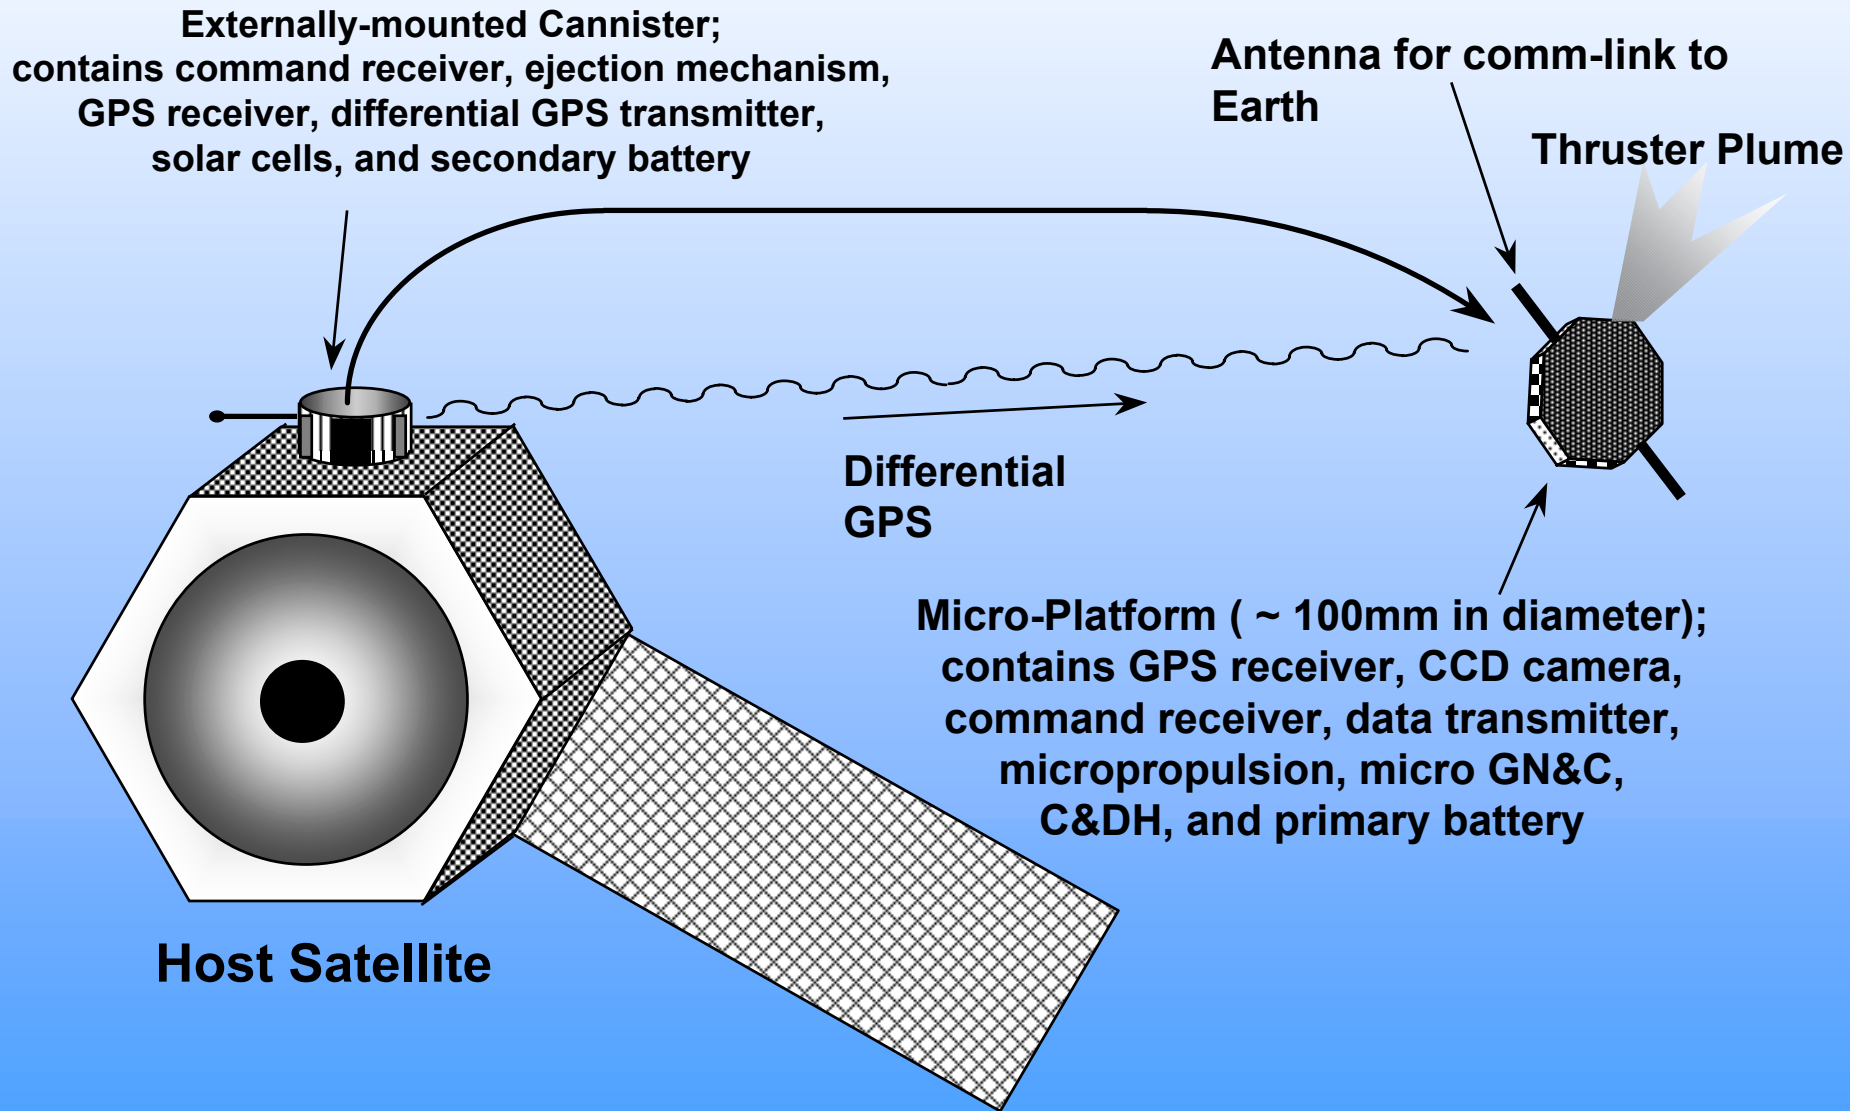 Externally-mounted Cannister;
contains command receiver, ejection mechanism,
GPS receiver, differential GPS transmitter,
solar cells, and secondary battery
Antenna for comm-link to
Earth
Thruster Plume
Differential
GPS
Micro-Platform ( ~ 100mm in diameter);
contains GPS receiver, CCD camera,
command receiver, data transmitter,
micropropulsion, micro GN&C,
C&DH, and primary battery
Host Satellite